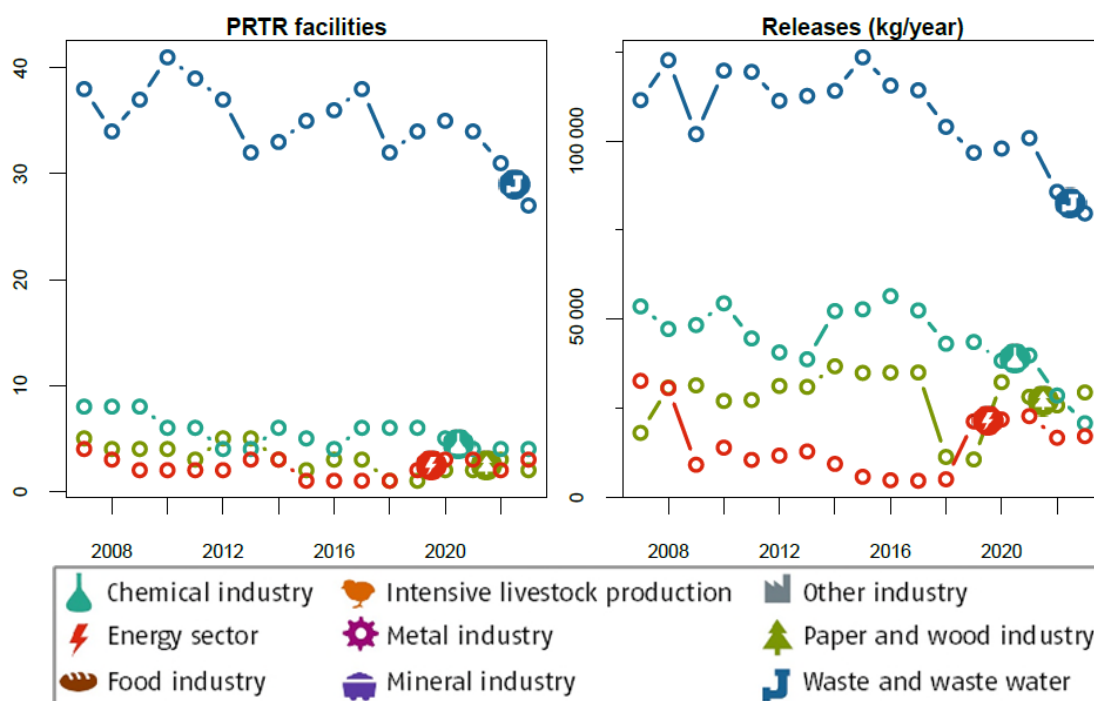 PRTR facilities
Releases (kg/year)
40
30
20
10
0
100 000
50 000
0
2008 2012 2016 2020
2008 2012 2016 2020
Chemical industry Intensive livestock production Other industry
Energy sector Metal industry Paper and wood industry
Food industry Mineral industry Waste and waste water